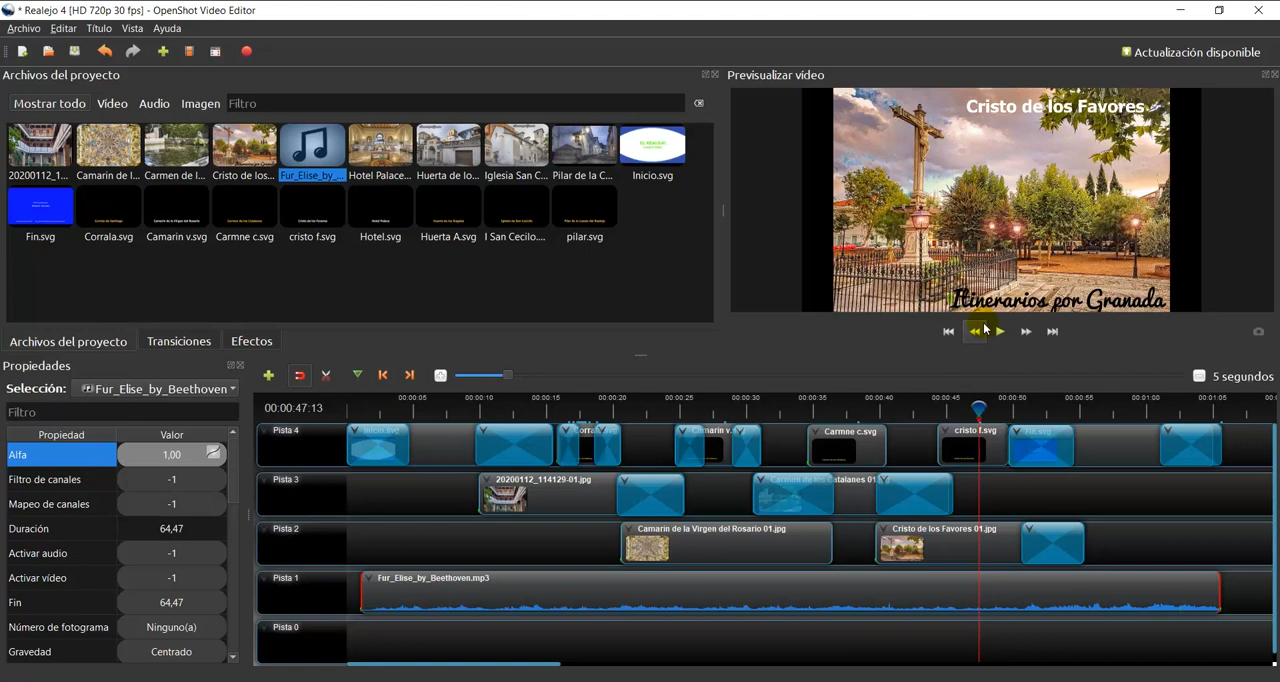 * Realejo 4 [HD 720p 30 fps] - OpenShot Video Editor
Archivo Editar Título Vista Ayuda
Actualización disponible
Archivos del proyecto
Mostrar todo Vídeo Audio Imagen Filtro
20200112_1... Camarin de l... Carmen de l... Cristo de los... Fur_Elise_by_... Hotel Palace... Huerta de lo... Iglesia San C... Pilar de la C... Inicio.svg
Fin.svg Corrala.svg Camarin v.svg Carmne c.svg cristo f.svg Hotel.svg Huerta A.svg I San Cecilo.... pilar.svg
Archivos del proyecto Transiciones Efectos
Previsualizar vídeo
Cristo de los Favores
Itinerarios por Granada
Propiedades
Selección: Fur_Elise_by_Beethoven
Filtro
Propiedad Valor
Alfa 1,00
Filtro de canales -1
Mapeo de canales -1
Duración 64,47
Activar audio -1
Activar vídeo -1
Fin 64,47
Número de fotograma Ninguno(a)
Gravedad Centrado
5 segundos
00:00:47:13
00:00:05 00:00:10 00:00:15 00:00:20 00:00:25 00:00:30 00:00:35 00:00:40 00:00:45 00:00:50 00:00:55 00:01:00 00:01:05
Pista 4 Inicio.svg Camarin v. Carmne c.svg cristo f.svg Fin.svg
Pista 3 20200112_114129-01.jpg Carmen de los Catalanes 01
Pista 2 Camarin de la Virgen del Rosario 01.jpg Cristo de los Favores 01.jpg
Pista 1 Fur_Elise_by_Beethoven.mp3
Pista 0